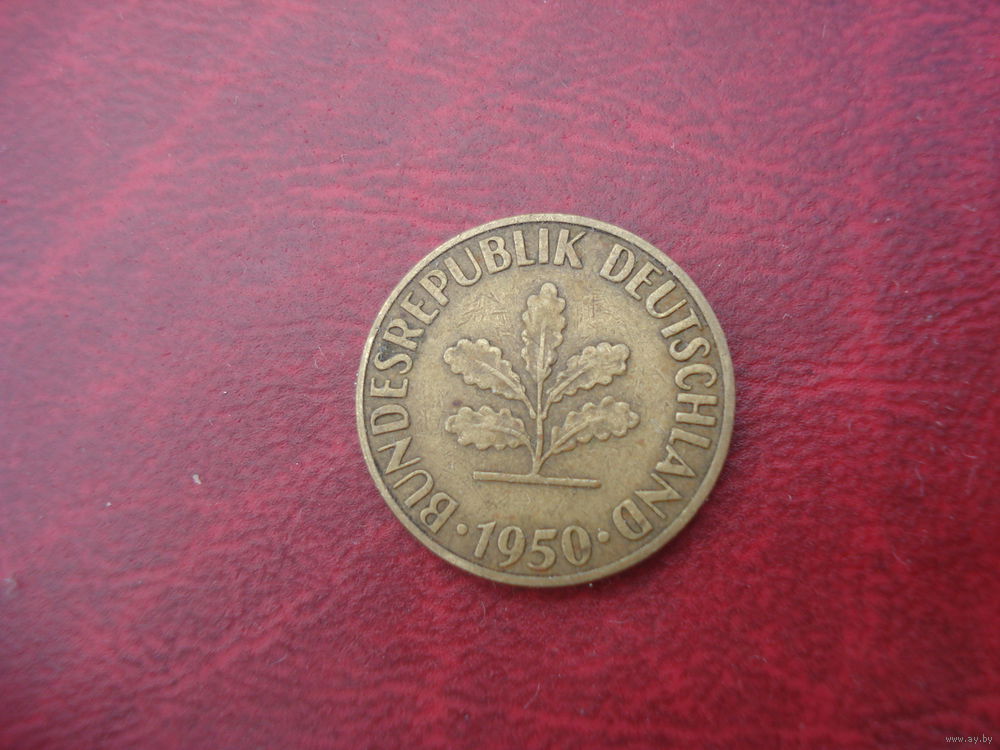 BUNDESREPUBLIK DEUTSCHLAND
· 1950 ·
www.ay.by